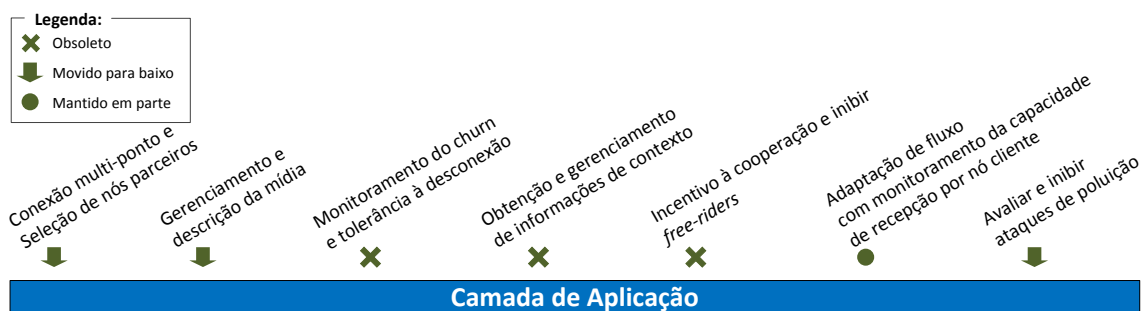 Legenda:
Obsoleto
Movido para baixo
Mantido em parte
Conexão multi-ponto e
Seleção de nós parceiros
Gerenciamento e
descrição da mídia
Monitoramento do churn
e tolerância à desconexão
Obtenção e gerenciamento
de informações de contexto
Incentivo à cooperação e inibir
free-riders
Adaptação de fluxo
com monitoramento da capacidade
de recepção por nó cliente
Avaliar e inibir
ataques de poluição
Camada de Aplicação